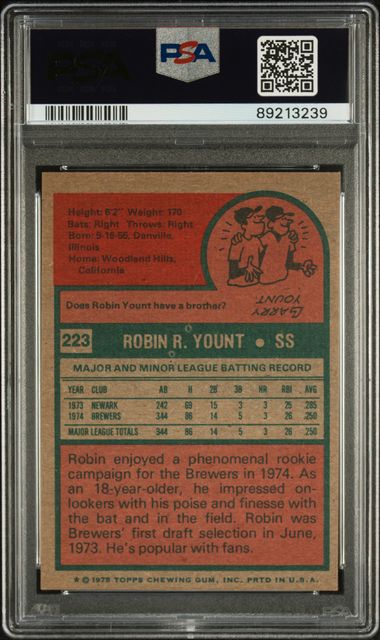 PSA
PSA
89213239
Height: 6'2" Weight: 170
Bats: Right Throws: Right
Born: 9-16-55, Danville,
Illinois
Home: Woodland Hills,
California
LARRY
YOUNT
Does Robin Yount have a brother?
223 ROBIN R. YOUNT • SS
MAJOR AND MINOR LEAGUE BATTING RECORD
YEAR CLUB AB H 2B 3B HR RBI AVG.
1973 NEWARK 242 69 15 3 3 25 .285
1974 BREWERS 344 86 14 5 3 26 .250
MAJOR LEAGUE TOTALS 344 86 14 5 3 26 .250
Robin enjoyed a phenomenal rookie
campaign for the Brewers in 1974. As
an 18-year-older, he impressed on-
lookers with his poise and finesse with
the bat and in the field. Robin was
Brewers' first draft selection in June,
1973. He's popular with fans.
★ © 1975 TOPPS CHEWING GUM, INC. PRTD IN U.S.A.